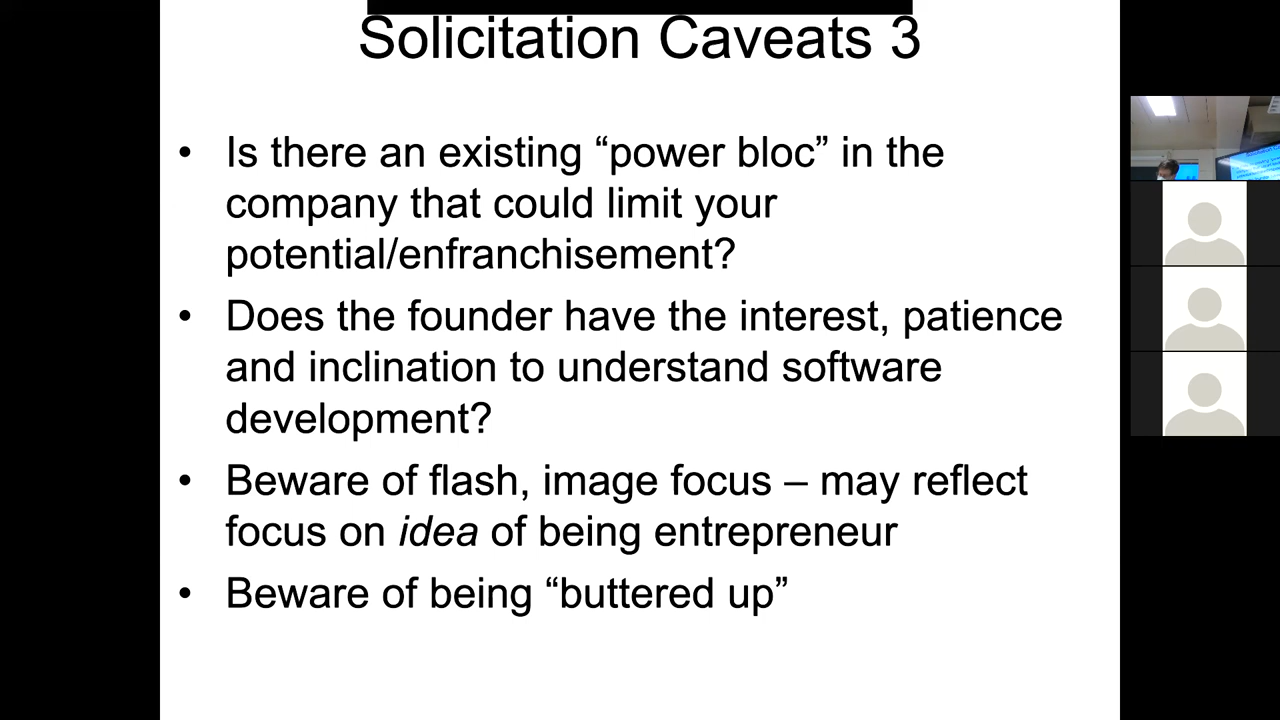 Solicitation Caveats 3
• Is there an existing “power bloc” in the
company that could limit your
potential/enfranchisement?
• Does the founder have the interest, patience
and inclination to understand software
development?
• Beware of flash, image focus – may reflect
focus on idea of being entrepreneur
• Beware of being “buttered up”